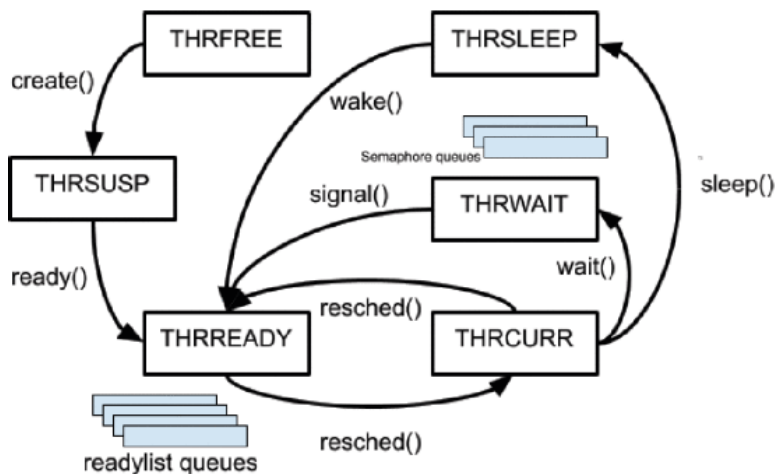 THRFREE
THRSLEEP
create()
wake()
Semaphore queues
THRSUSP
signal()
THRWAIT
sleep()
ready()
wait()
resched()
THRREADY
THRCURR
resched()
readylist queues